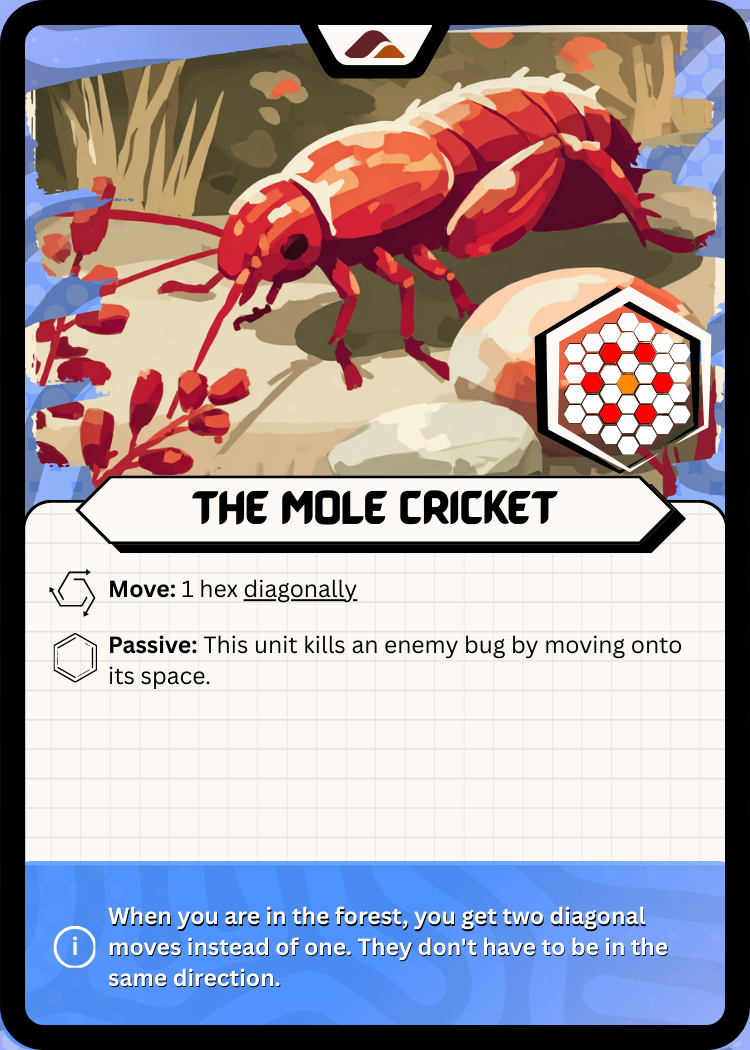 THE MOLE CRICKET
Move: 1 hex diagonally
Passive: This unit kills an enemy bug by moving onto
its space.
i
When you are in the forest, you get two diagonal
moves instead of one. They don't have to be in the
same direction.